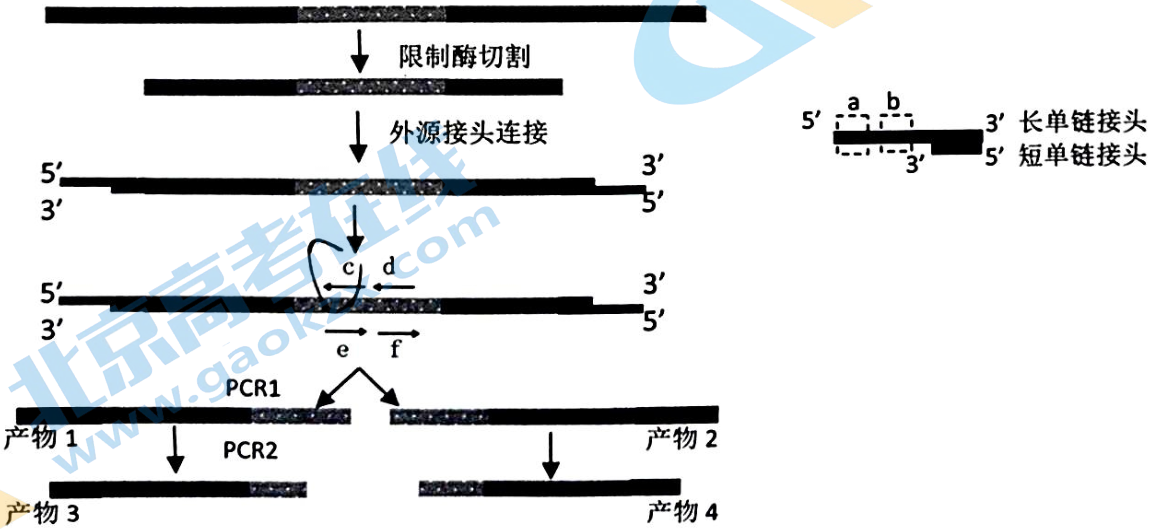 限制酶切割
外源接头连接
a b
5′ 3′ 长单链接头
3′ 5′ 短单链接头
5′ 3′
3′ 5′
c d
5′ 3′
3′ 5′
e f
PCR1
产物 1 产物 2
PCR2
产物 3 产物 4
北京高考在线
www.gaokzx.com